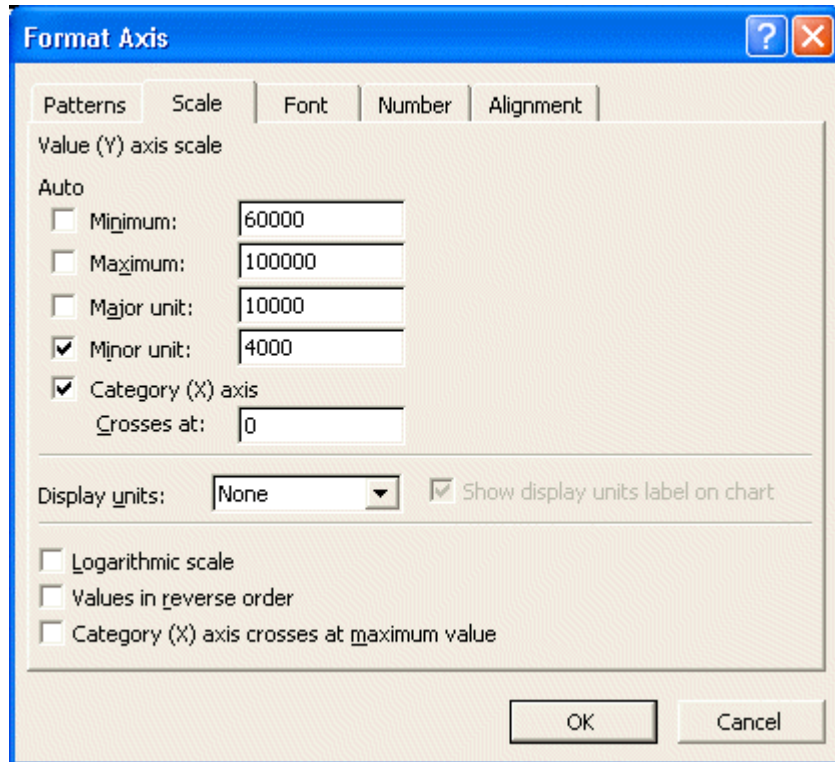 Format Axis
?
Patterns Scale Font Number Alignment
Value (Y) axis scale
Auto
Minimum: 60000
Maximum: 100000
Major unit: 10000
Minor unit: 4000
Category (X) axis
Crosses at: 0
Display units: None Show display units label on chart
Logarithmic scale
Values in reverse order
Category (X) axis crosses at maximum value
OK Cancel